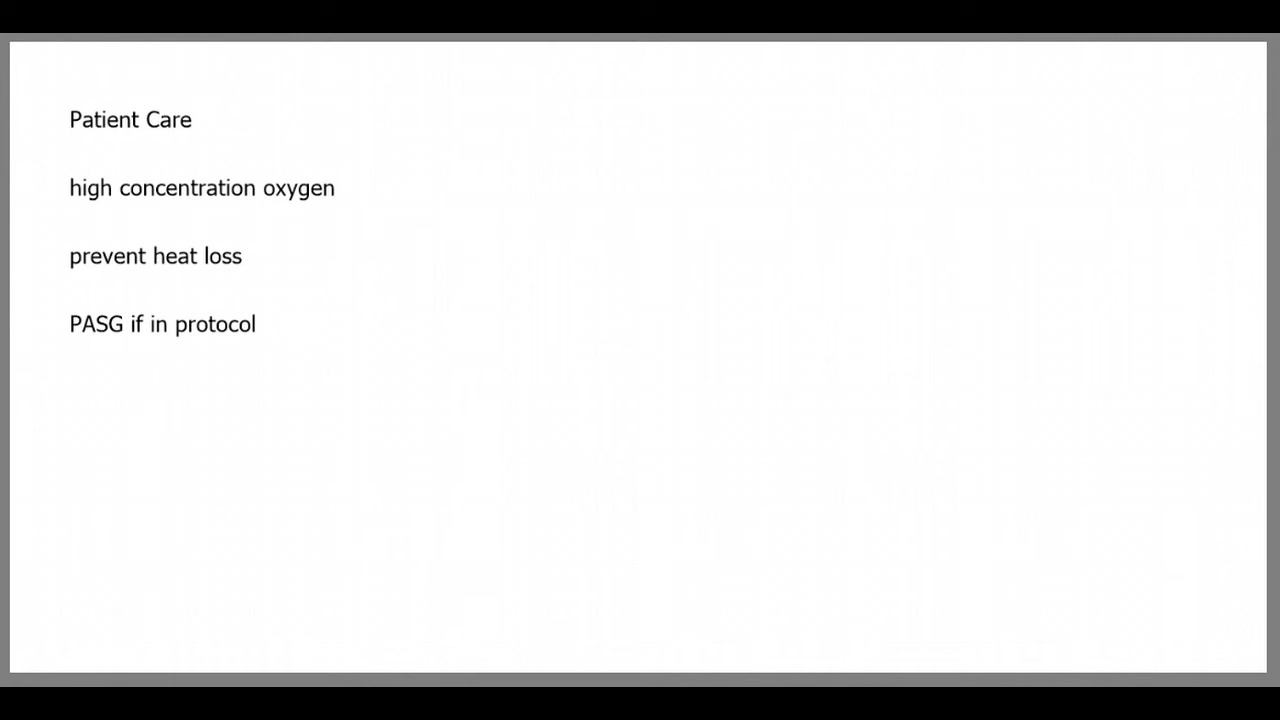 Patient Care
high concentration oxygen
prevent heat loss
PASG if in protocol